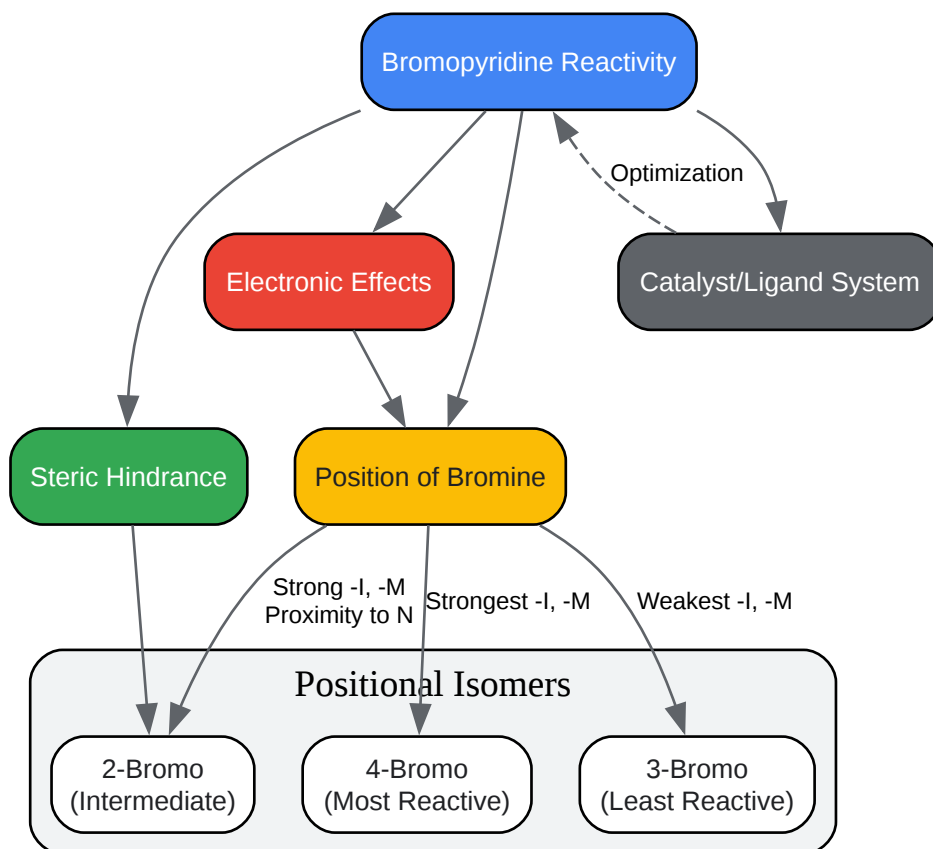 Bromopyridine Reactivity
Optimization
Electronic Effects
Catalyst/Ligand System
Steric Hindrance
Position of Bromine
Strong -I, -M
Proximity to N
Strongest -I, -M
Weakest -I, -M
Positional Isomers
2-Bromo
(Intermediate)
4-Bromo
(Most Reactive)
3-Bromo
(Least Reactive)